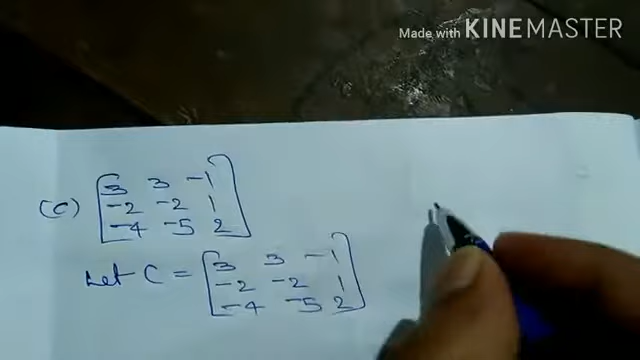 Made with KINEMASTER
(C) [3 3 -1
-2 -2 1
-4 -5 2]
Let C = [3 3 -1
-2 -2 1
-4 -5 2]